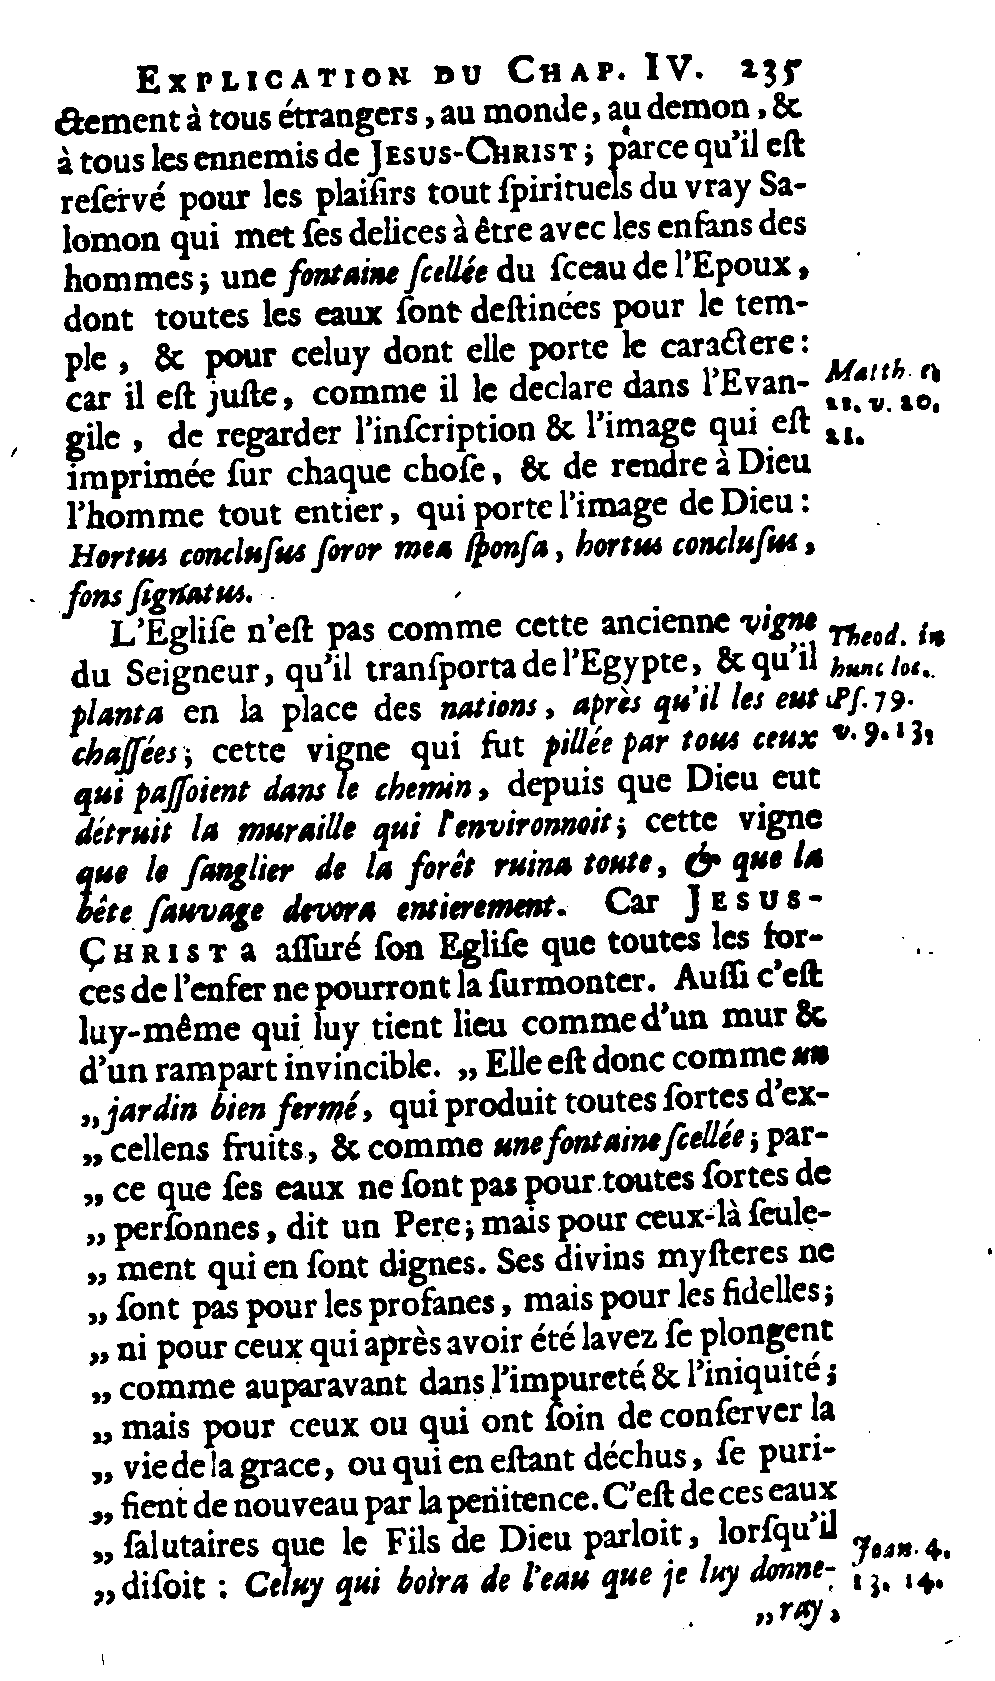 EXPLICATION DU CHAP. IV. 235
ctement à tous étrangers, au monde, au demon, &
à tous les ennemis de JESUS-CHRIST; parce qu'il eſt
reſervé pour les plaiſirs tout ſpirituels du vray Sa-
lomon qui met ſes delices à être avec les enfans des
hommes; une fontaine ſcellée du ſceau de l'Epoux,
dont toutes les eaux ſont deſtinées pour le tem-
ple, & pour celuy dont elle porte le caractere:
car il eſt juſte, comme il le declare dans l'Evan-
gile, de regarder l'inſcription & l'image qui eſt
imprimée ſur chaque choſe, & de rendre à Dieu
l'homme tout entier, qui porte l'image de Dieu:
Hortus concluſus ſoror mea ſponſa, hortus concluſus,
fons ſignatus.
Matth.
22. v. 20.
21.
L'Egliſe n'eſt pas comme cette ancienne vigne
du Seigneur, qu'il tranſporta de l'Egypte, & qu'il
planta en la place des nations, après qu'il les eut
chaſſées; cette vigne qui fut pillée par tous ceux
qui paſſoient dans le chemin, depuis que Dieu eut
détruit la muraille qui l'environnoit; cette vigne
que le ſanglier de la forêt ruina toute, & que la
bête ſauvage devora entierement. Car JESUS-
CHRIST a aſſuré ſon Egliſe que toutes les for-
ces de l'enfer ne pourront la ſurmonter. Auſſi c'eſt
luy-même qui luy tient lieu comme d'un mur &
d'un rampart invincible. „ Elle eſt donc comme un
„ jardin bien fermé, qui produit toutes ſortes d'ex-
„ cellens fruits, & comme une fontaine ſcellée; par-
„ ce que ſes eaux ne ſont pas pour toutes ſortes de
„ perſonnes, dit un Pere; mais pour ceux-là ſeule-
„ ment qui en ſont dignes. Ses divins myſteres ne
„ ſont pas pour les profanes, mais pour les fidelles;
„ ni pour ceux qui après avoir été lavez ſe plongent
„ comme auparavant dans l'impureté & l'iniquité;
„ mais pour ceux ou qui ont ſoin de conſerver la
„ vie de la grace, ou qui en eſtant déchus, ſe puri-
„ fient de nouveau par la penitence. C'eſt de ces eaux
„ ſalutaires que le Fils de Dieu parloit, lorſqu'il
„ diſoit : Celuy qui boira de l'eau que je luy donne-
„ ray,
Theod. in
hunc loc.
Pſ. 79.
v. 9. 13.
Joan. 4.
13. 14.